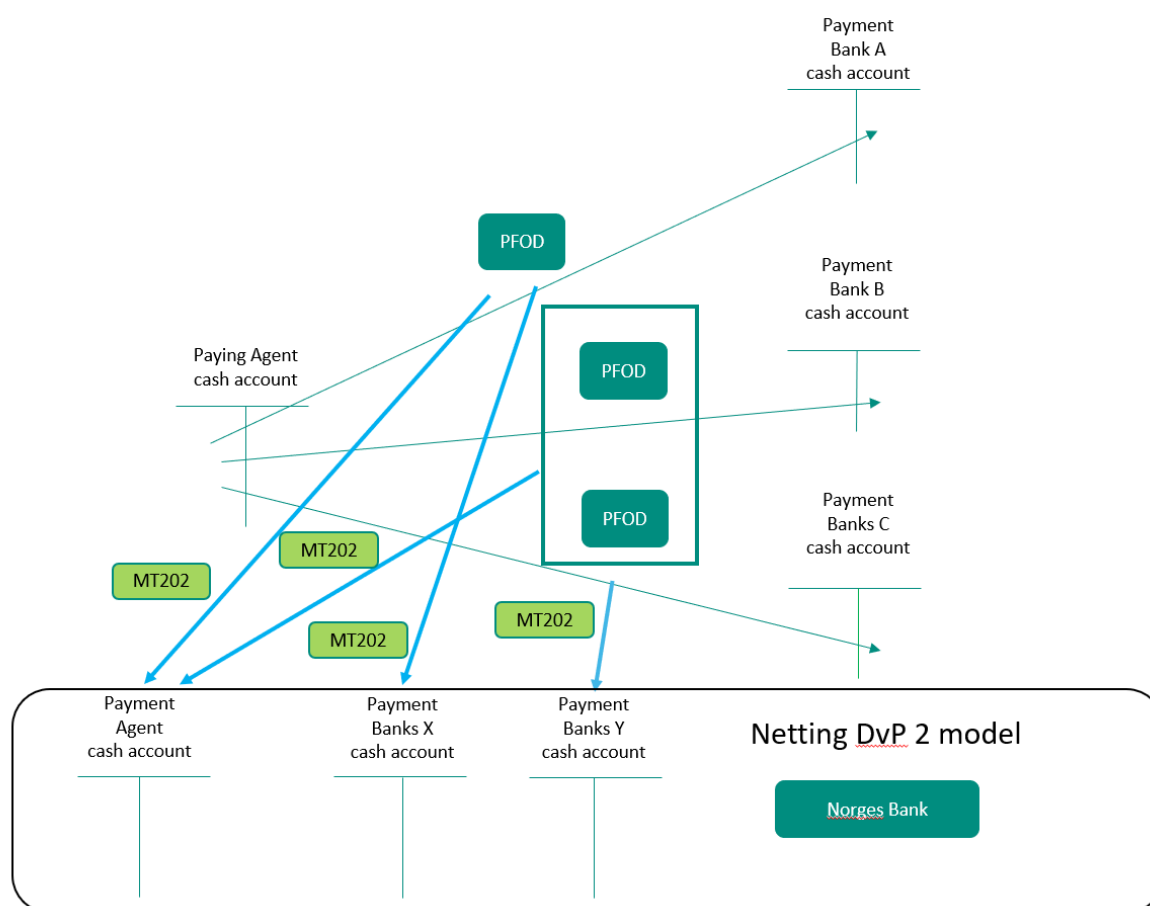 Payment
Bank A
cash account
PFOD
Payment
Bank B
cash account
Paying Agent
cash account
PFOD
PFOD
Payment
Banks C
cash account
MT202
MT202
MT202
MT202
Payment
Agent
cash account
Payment
Banks X
cash account
Payment
Banks Y
cash account
Netting DvP 2 model
Norges Bank